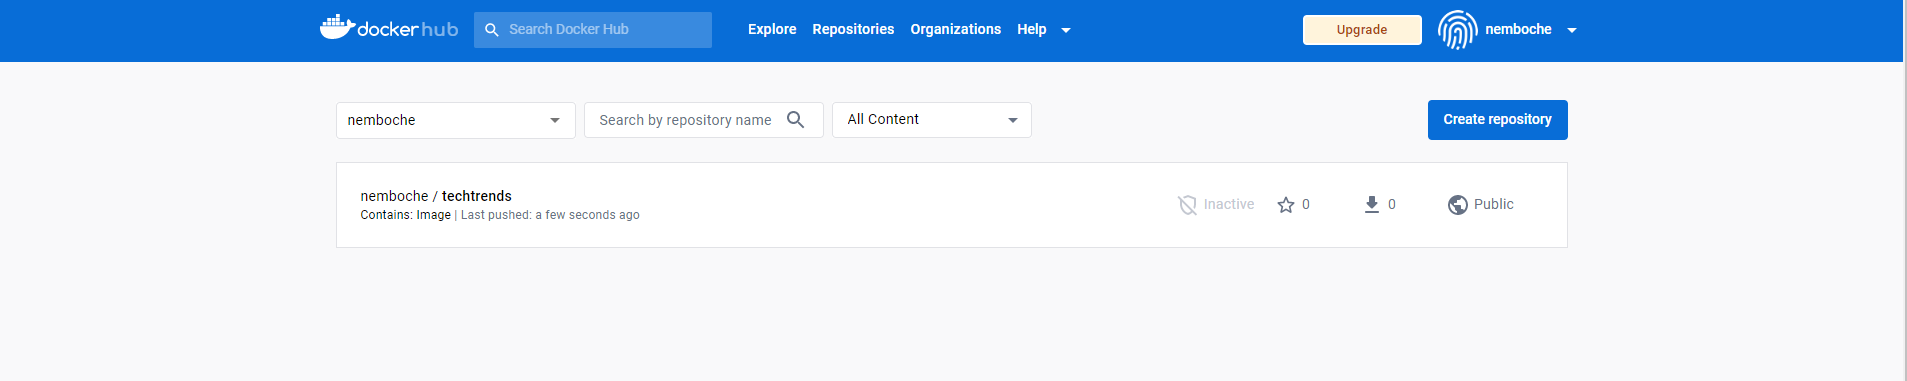 docker hub Search Docker Hub Explore Repositories Organizations Help Upgrade nemboche
nemboche Search by repository name All Content Create repository
nemboche / techtrends
Contains: Image | Last pushed: a few seconds ago
Inactive 0 0 Public